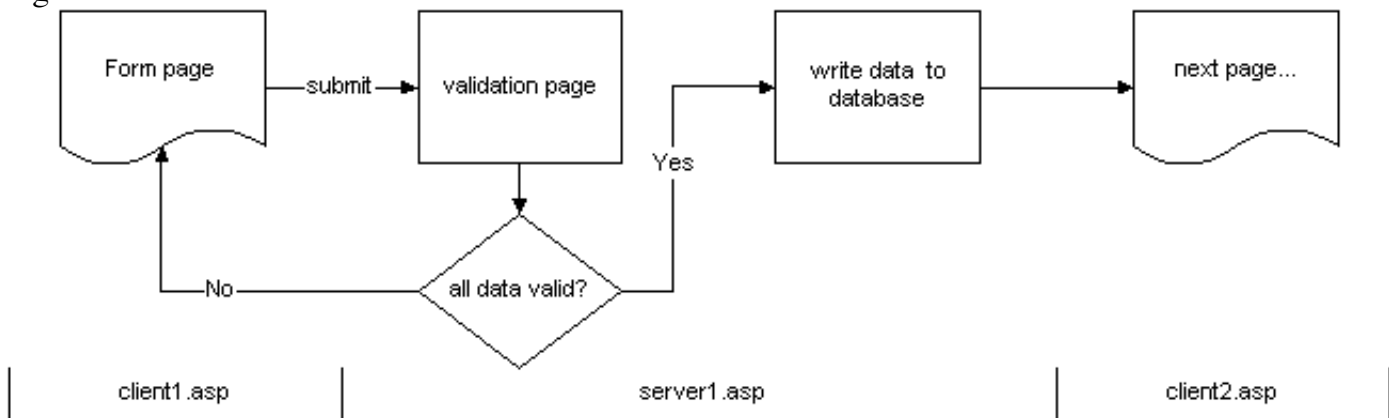 Form page
submit
validation page
write data to
database
next page...
Yes
No
all data valid?
client1.asp
server1.asp
client2.asp